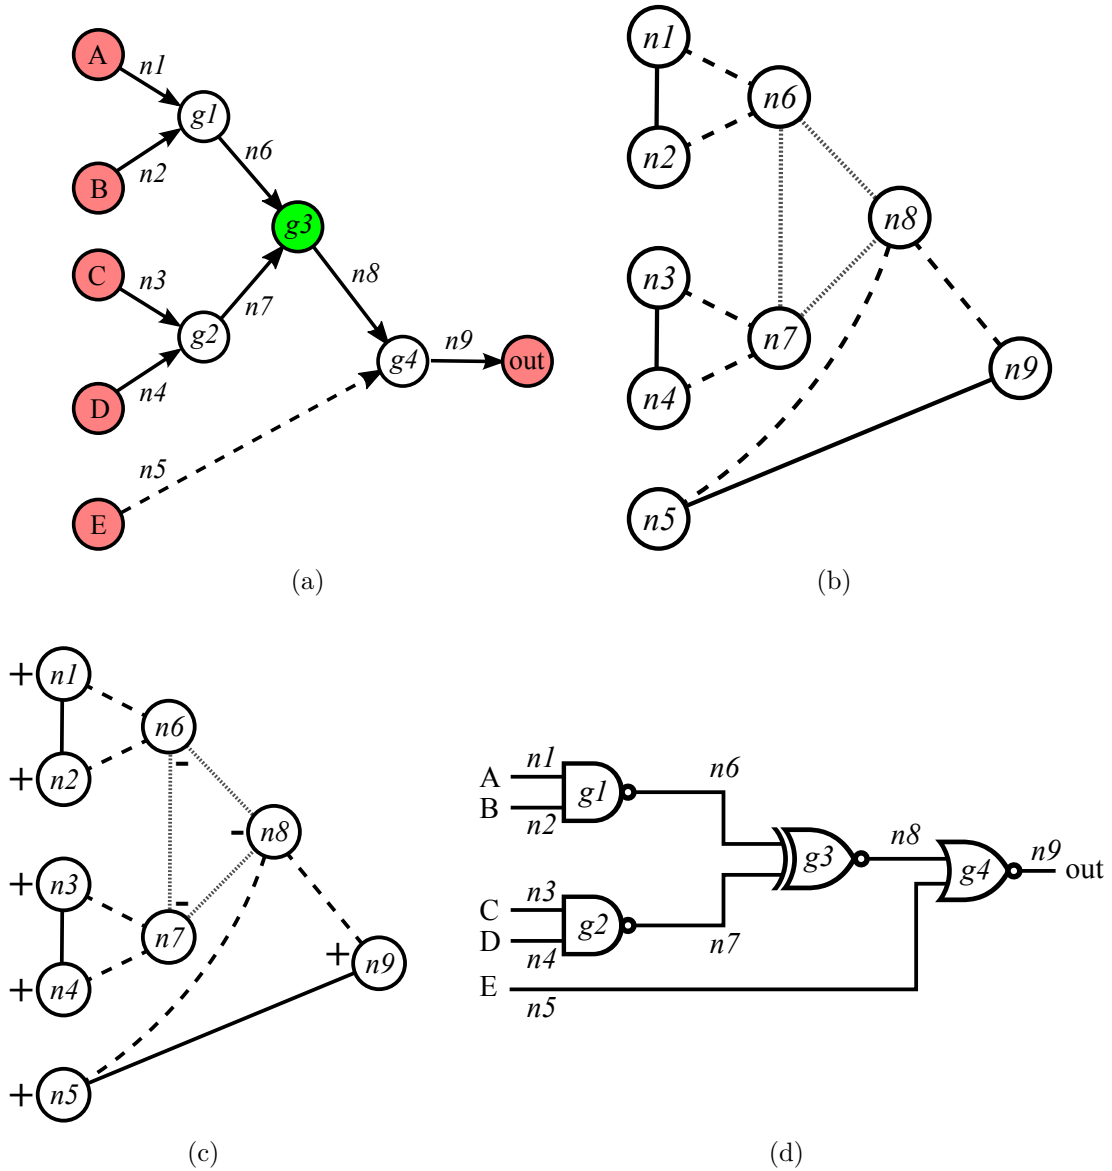 A
n1
g1
B
n2
n6
g3
C
n3
g2
n7
n8
D
n4
g4
n9
out
n5
E
(a)
n1
n6
n2
n8
n3
n7
n4
n9
n5
(b)
+ n1
n6
-
+ n2
- n8
+ n3
-
n7
+ n4
+ n9
+ n5
(c)
A
n1
B
n2
g1
n6
g3
n8
g4
n9
out
C
n3
D
n4
g2
n7
E
n5
(d)